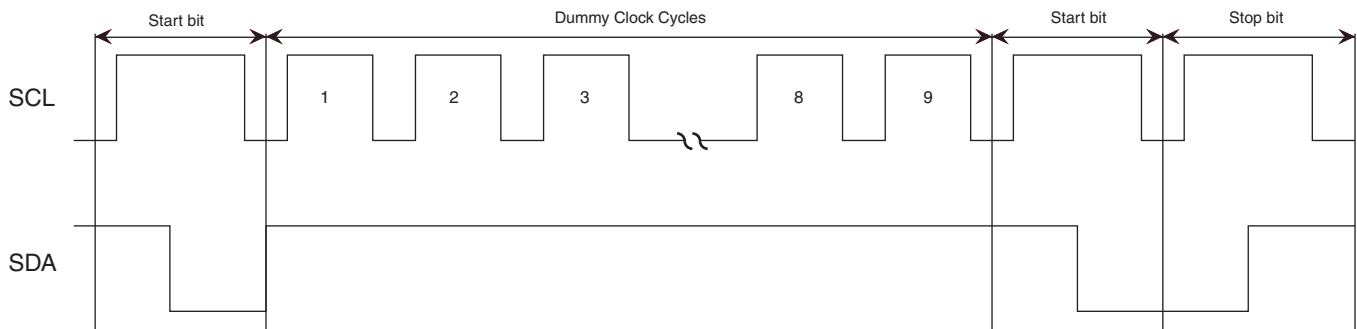 Start bit
Dummy Clock Cycles
Start bit
Stop bit
SCL
1
2
3
8
9
SDA